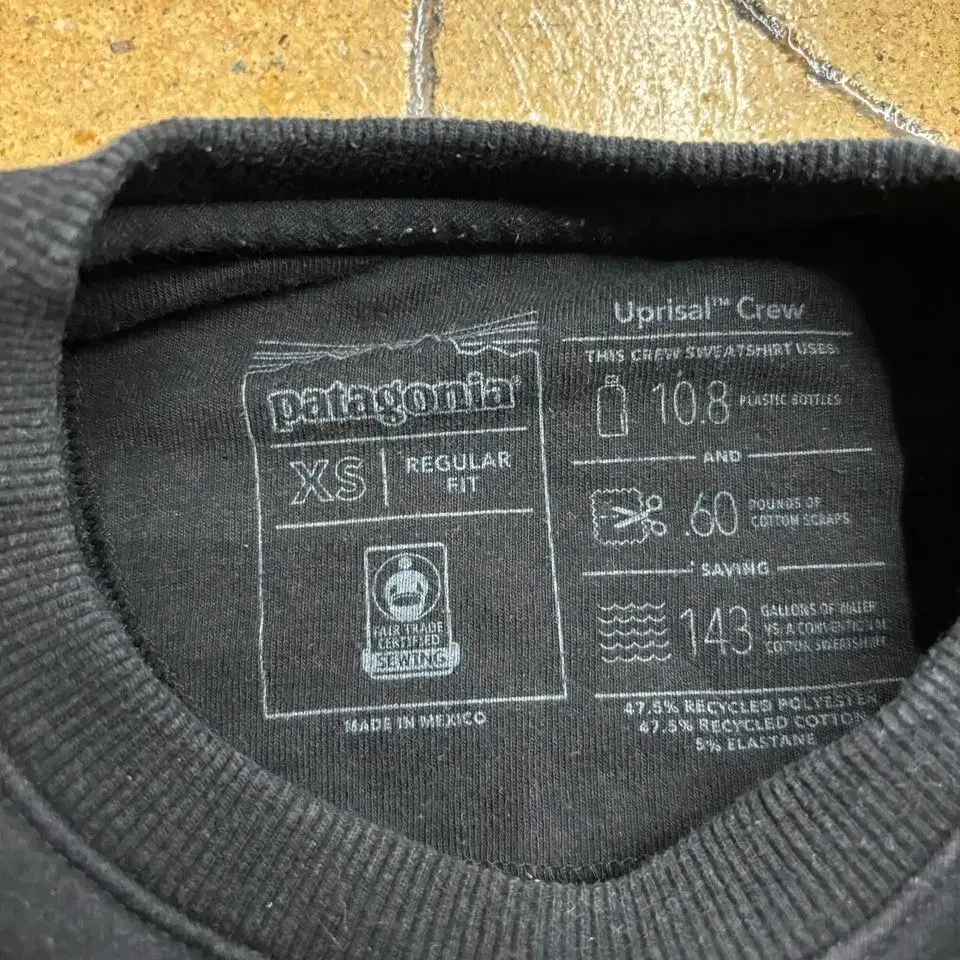 patagonia®
XS
REGULAR
FIT
FAIR TRADE
CERTIFIED
SEWING
MADE IN MEXICO
Uprisal™ Crew
THIS CREW SWEATSHIRT USES:
10.8 PLASTIC BOTTLES
AND
.60 POUNDS OF
COTTON SCRAPS
SAVING
143 GALLONS OF WATER
VS. A CONVENTIONAL
COTTON SWEATSHIRT
47.5% RECYCLED POLYESTER
47.5% RECYCLED COTTON
5% ELASTANE